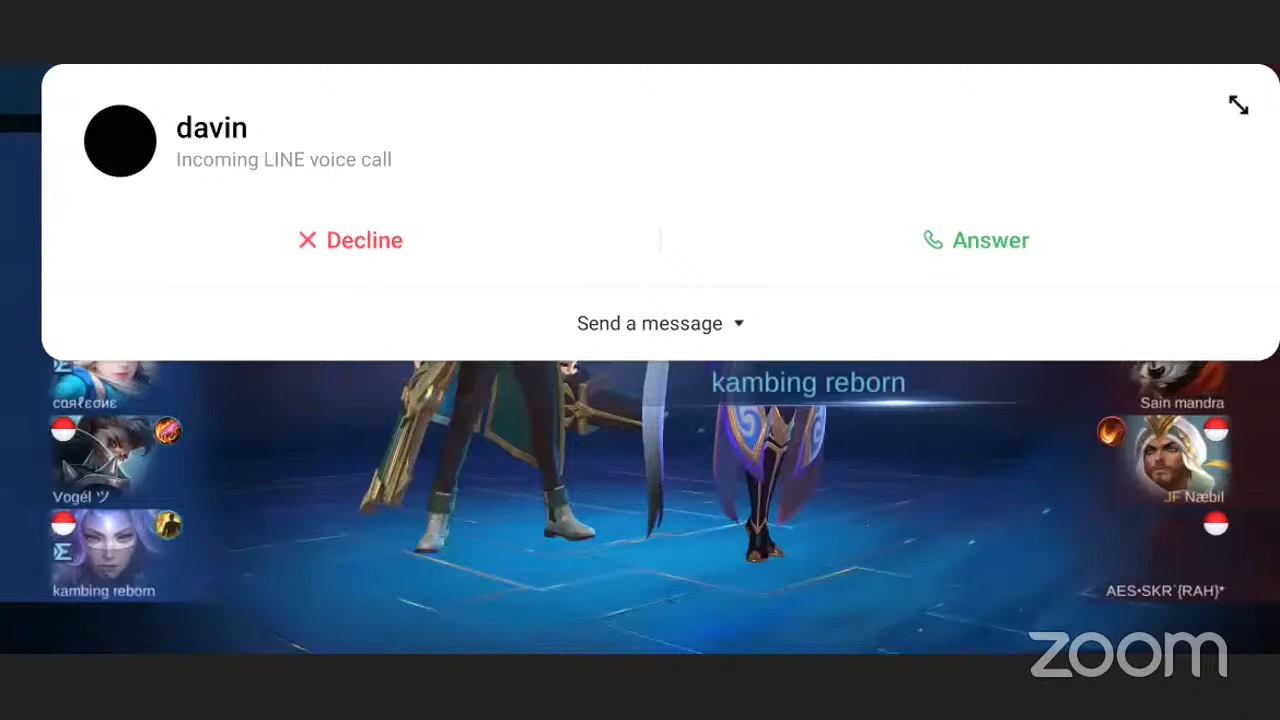 davin
Incoming LINE voice call
Decline
Answer
Send a message
kambing reborn
cαяℓεσиε
Vogél ツ
kambing reborn
Sain mandra
JF Næbil
AES•SKR`{RAH}*
zoom